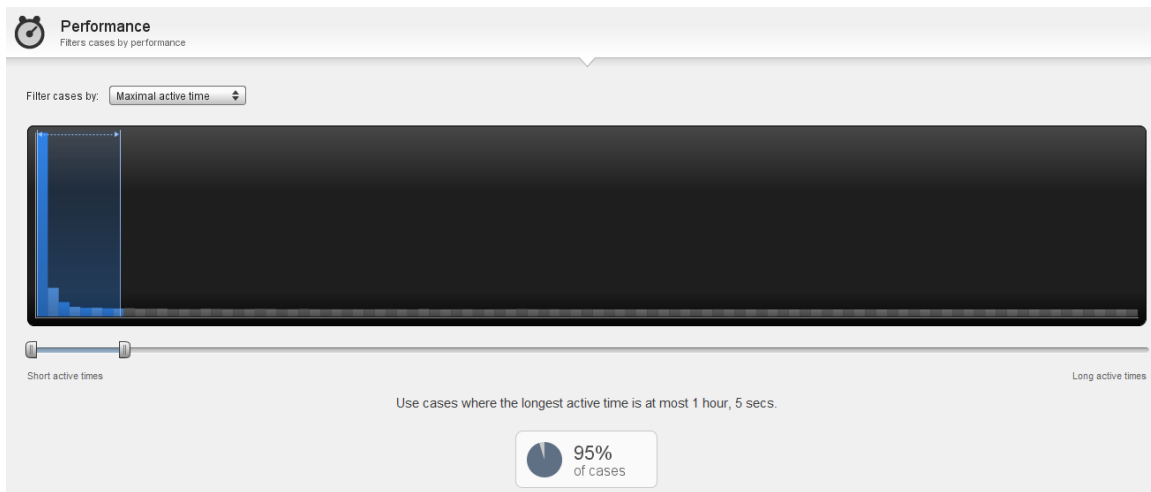 Performance
Filters cases by performance
Filter cases by: Maximal active time
Short active times Long active times
Use cases where the longest active time is at most 1 hour, 5 secs.
95%
of cases